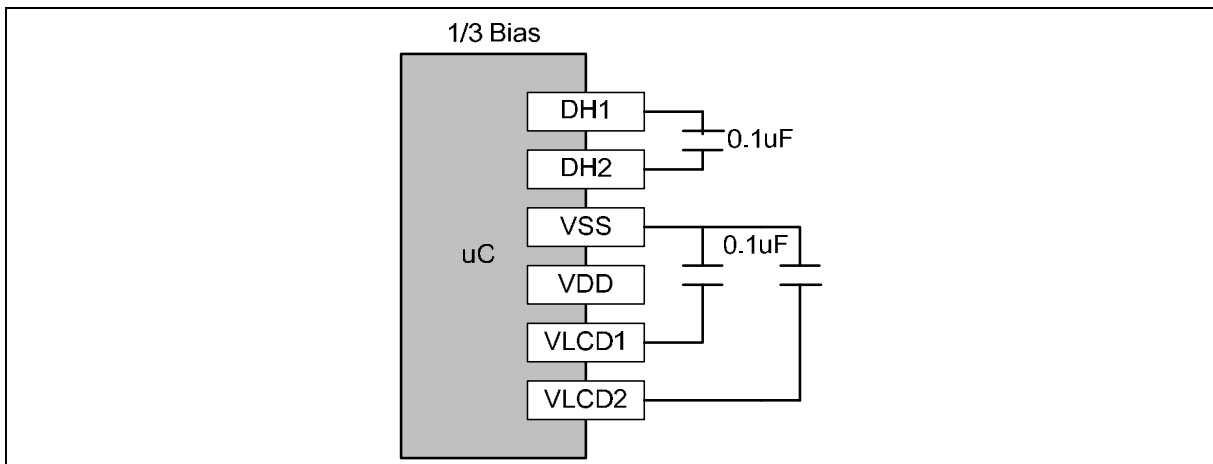 1/3 Bias
DH1
0.1uF
DH2
VSS
0.1uF
uC
VDD
VLCD1
VLCD2